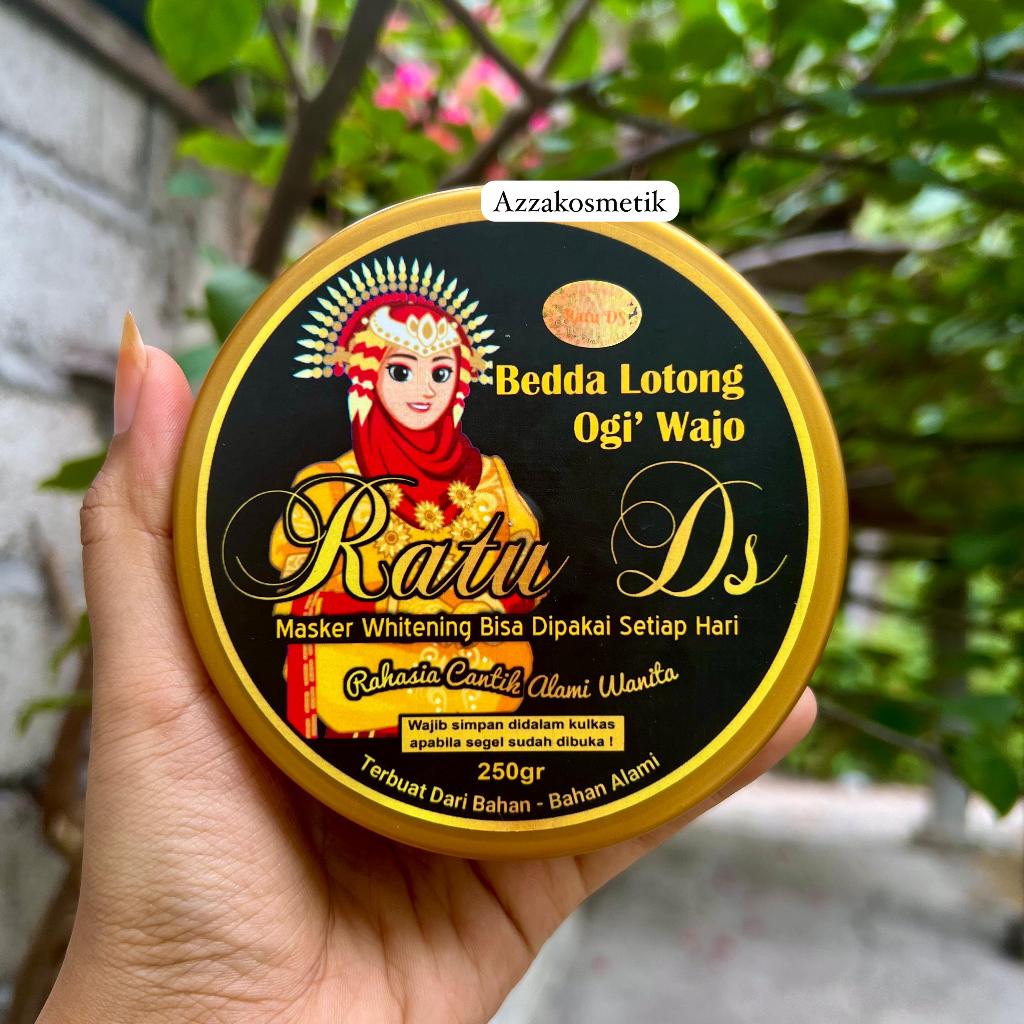 Azzakosmetik
Ratu DS
Bedda Lotong
Ogi' Wajo
Ratu Ds
Masker Whitening Bisa Dipakai Setiap Hari
Rahasia Cantik Alami Wanita
Wajib simpan didalam kulkas
apabila segel sudah dibuka !
250gr
Terbuat Dari Bahan - Bahan Alami